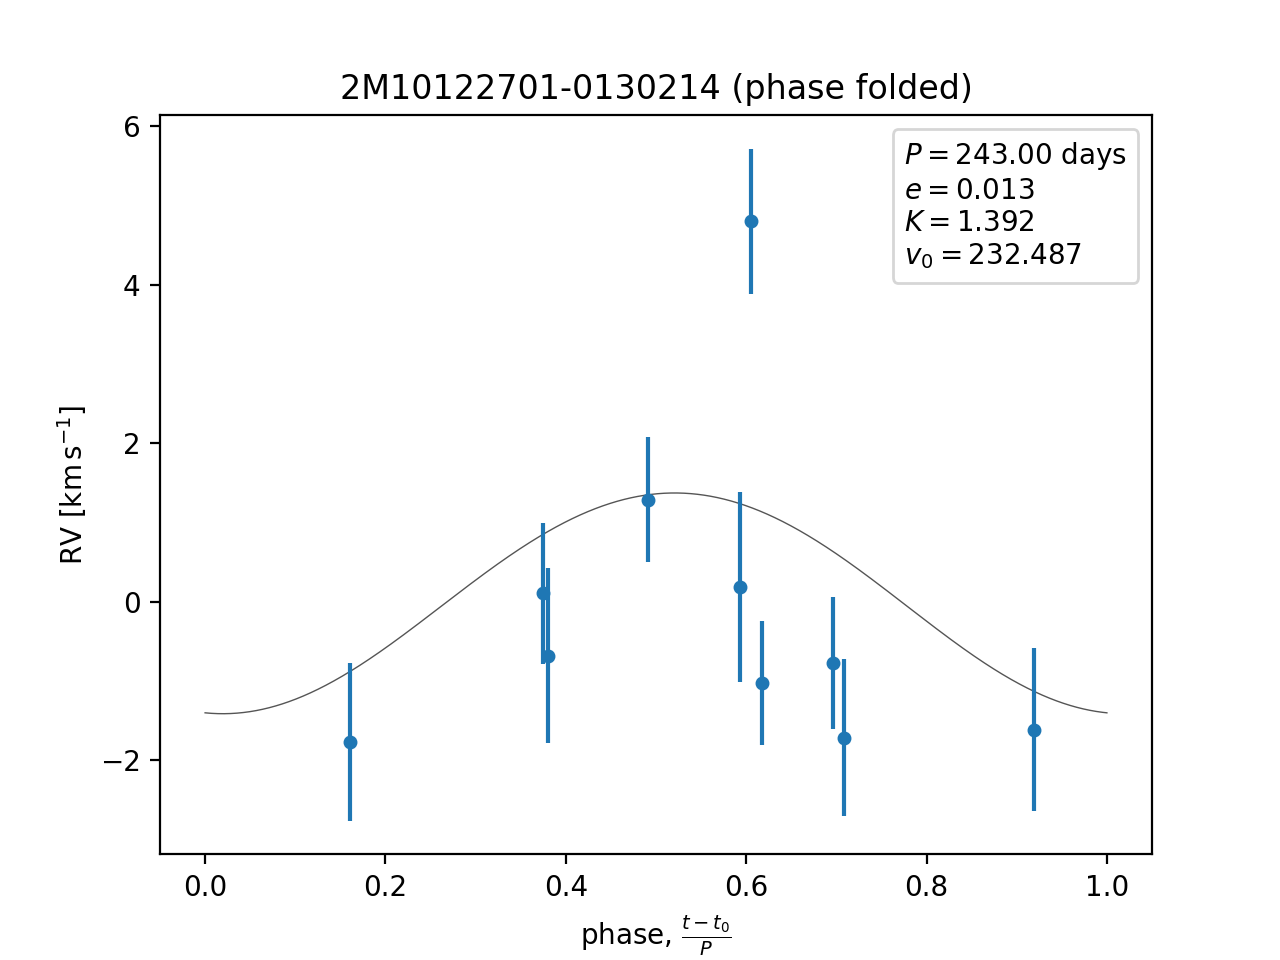 2M10122701-0130214 (phase folded)
P = 243.00 days
e = 0.013
K = 1.392
v₀ = 232.487
6
4
2
0
−2
RV [km s⁻¹]
0.0 0.2 0.4 0.6 0.8 1.0
phase, (t − t₀)/P